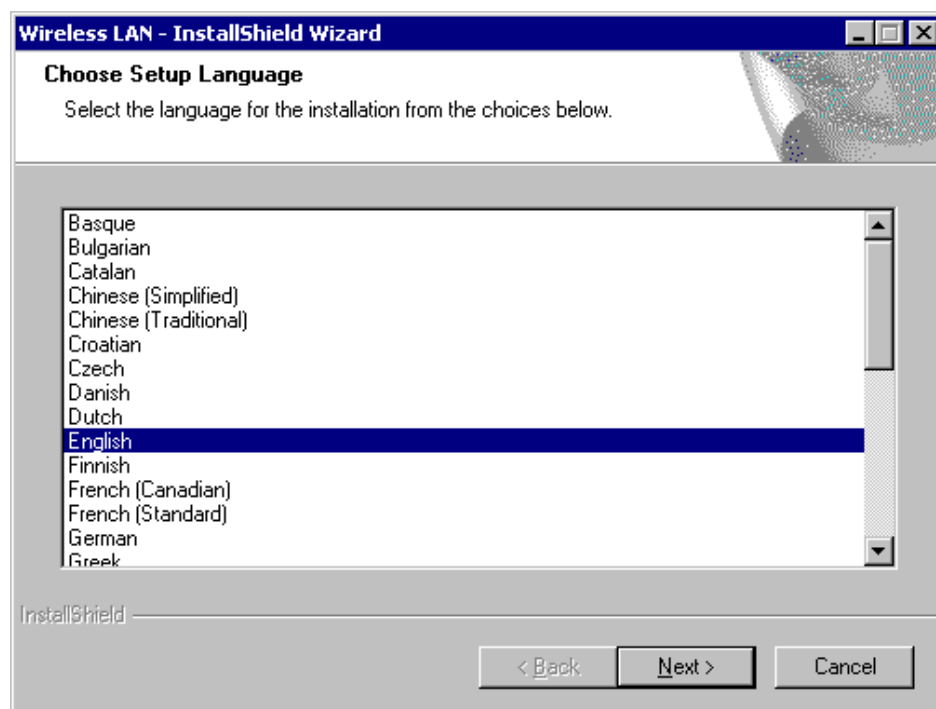 Wireless LAN - InstallShield Wizard
Choose Setup Language
Select the language for the installation from the choices below.
Basque
Bulgarian
Catalan
Chinese (Simplified)
Chinese (Traditional)
Croatian
Czech
Danish
Dutch
English
Finnish
French (Canadian)
French (Standard)
German
Greek
InstallShield
< Back
Next >
Cancel